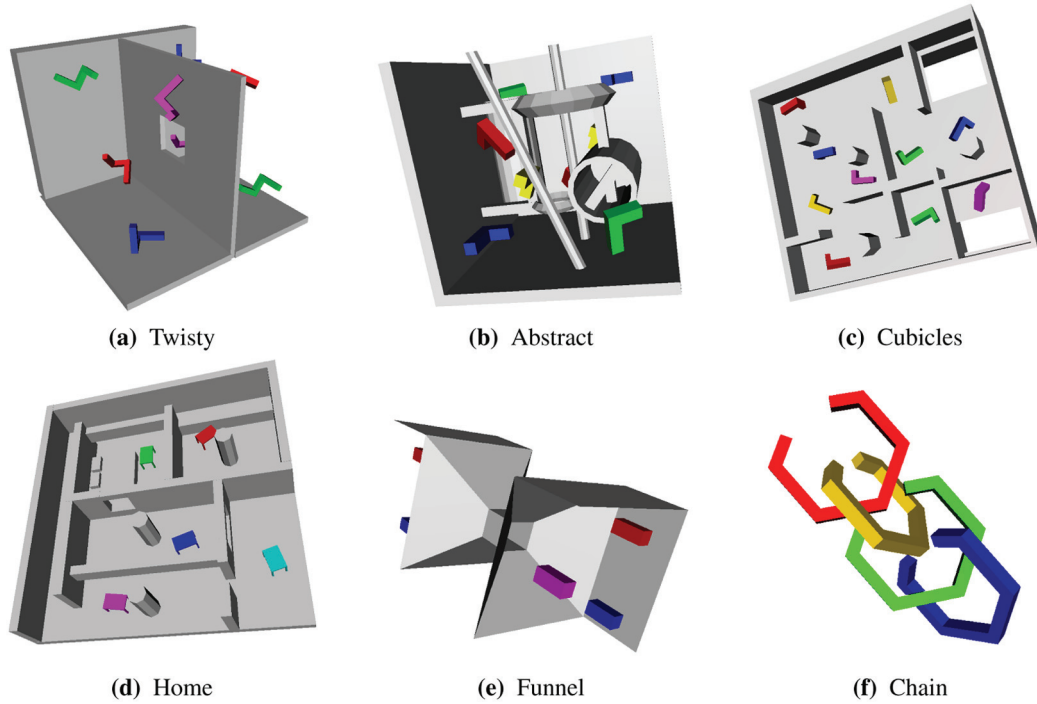 (a) Twisty
(b) Abstract
(c) Cubicles
(d) Home
(e) Funnel
(f) Chain